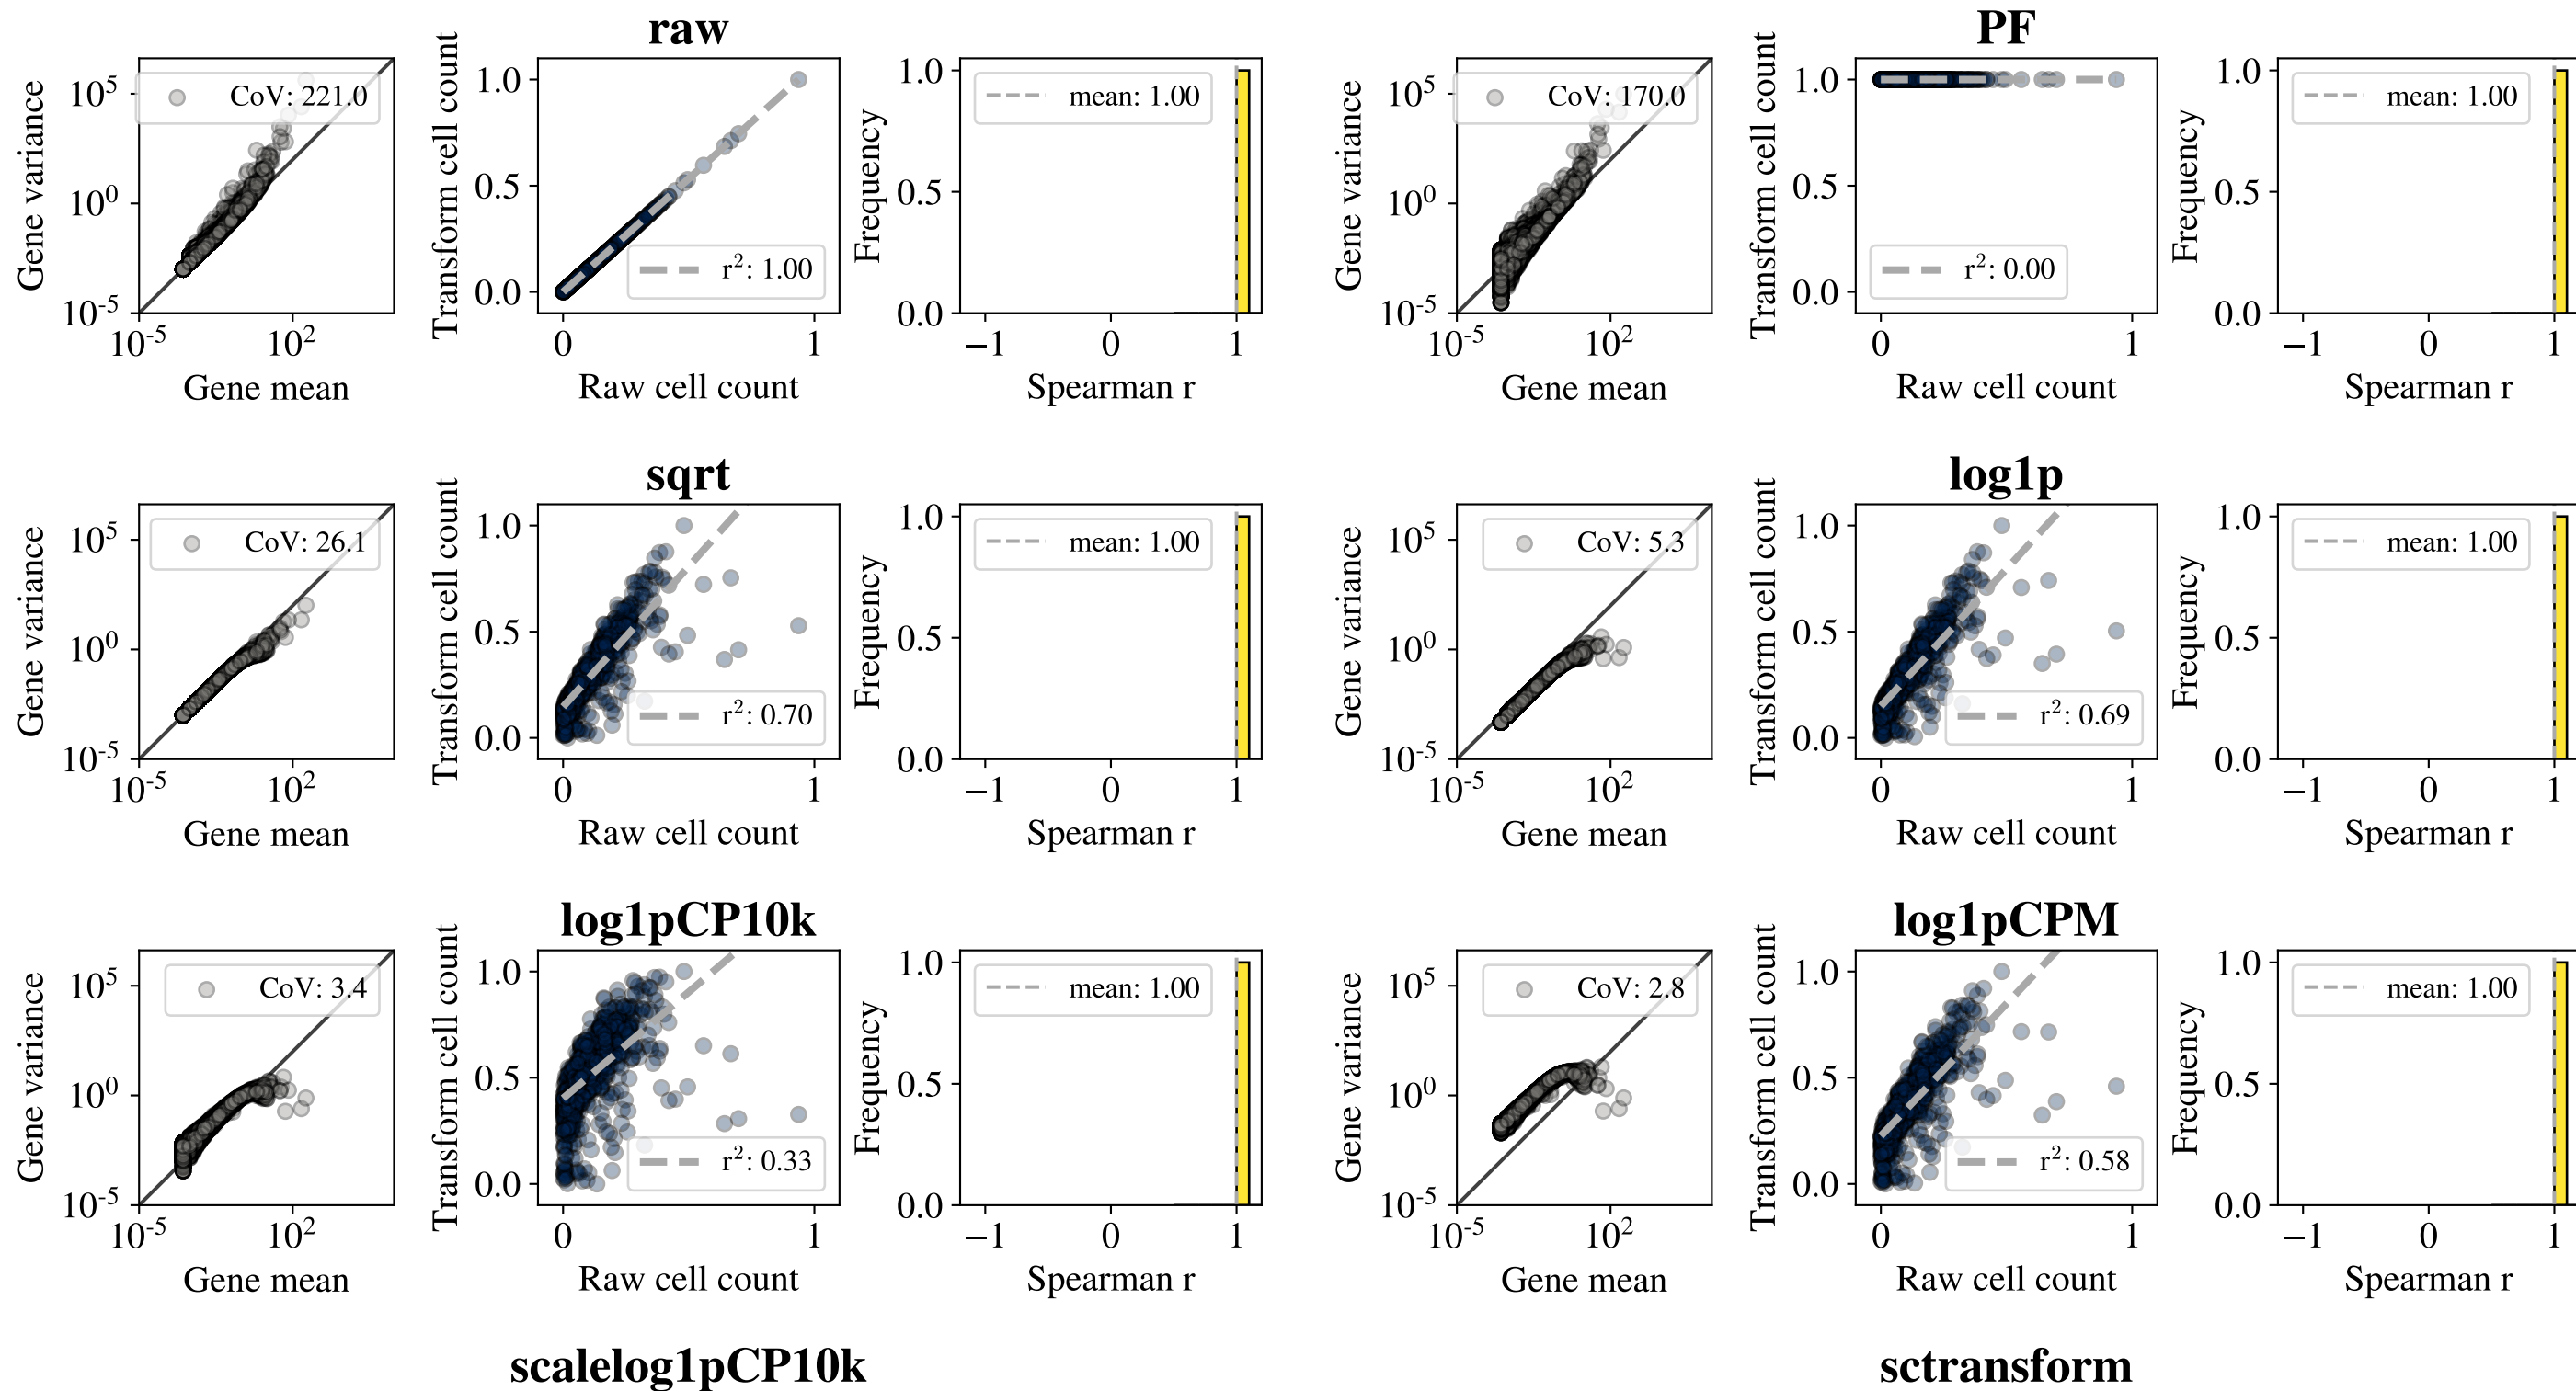 raw
Gene variance
10^5
10^0
10^-5
CoV: 221.0
10^-5
10^2
Gene mean
Transform cell count
1.0
0.5
0.0
r^2: 1.00
0
1
Raw cell count
Frequency
1.0
0.5
0.0
mean: 1.00
−1
0
1
Spearman r
PF
Gene variance
10^5
10^0
10^-5
CoV: 170.0
10^-5
10^2
Gene mean
Transform cell count
1.0
0.5
0.0
r^2: 0.00
0
1
Raw cell count
Frequency
1.0
0.5
0.0
mean: 1.00
−1
0
1
Spearman r
sqrt
Gene variance
10^5
10^0
10^-5
CoV: 26.1
10^-5
10^2
Gene mean
Transform cell count
1.0
0.5
0.0
r^2: 0.70
0
1
Raw cell count
Frequency
1.0
0.5
0.0
mean: 1.00
−1
0
1
Spearman r
log1p
Gene variance
10^5
10^0
10^-5
CoV: 5.3
10^-5
10^2
Gene mean
Transform cell count
1.0
0.5
0.0
r^2: 0.69
0
1
Raw cell count
Frequency
1.0
0.5
0.0
mean: 1.00
−1
0
1
Spearman r
log1pCP10k
Gene variance
10^5
10^0
10^-5
CoV: 3.4
10^-5
10^2
Gene mean
Transform cell count
1.0
0.5
0.0
r^2: 0.33
0
1
Raw cell count
Frequency
1.0
0.5
0.0
mean: 1.00
−1
0
1
Spearman r
log1pCPM
Gene variance
10^5
10^0
10^-5
CoV: 2.8
10^-5
10^2
Gene mean
Transform cell count
1.0
0.5
0.0
r^2: 0.58
0
1
Raw cell count
Frequency
1.0
0.5
0.0
mean: 1.00
−1
0
1
Spearman r
scalelog1pCP10k
sctransform